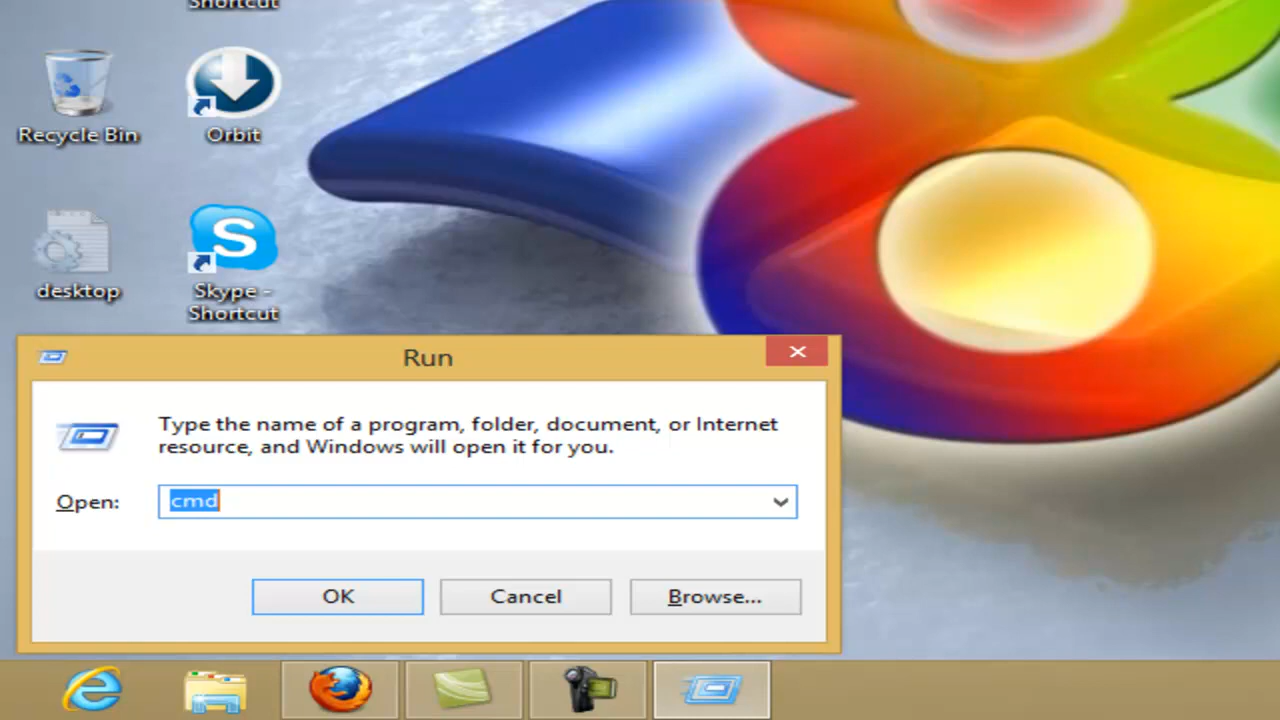 Shortcut
Recycle Bin
Orbit
desktop
Skype -
Shortcut
Run
Type the name of a program, folder, document, or Internet
resource, and Windows will open it for you.
Open:
cmd
OK
Cancel
Browse...